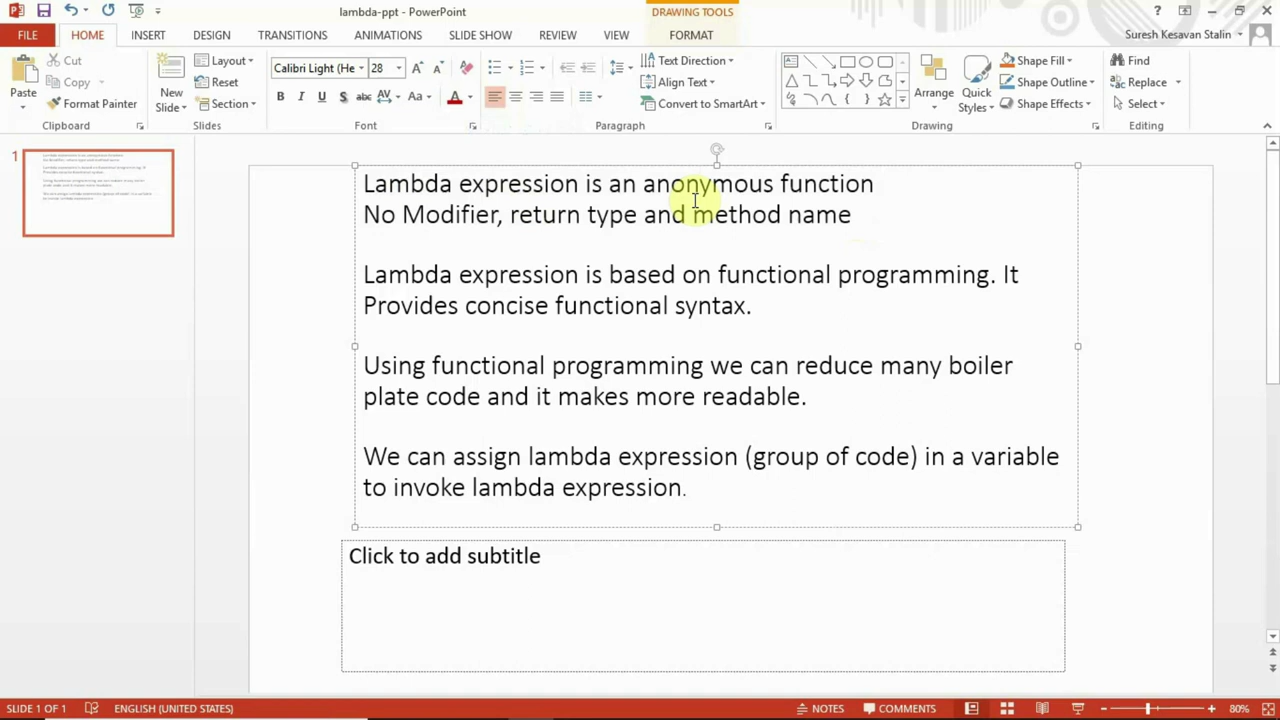 lambda-ppt - PowerPoint
DRAWING TOOLS
?
FILE HOME INSERT DESIGN TRANSITIONS ANIMATIONS SLIDE SHOW REVIEW VIEW FORMAT Suresh Kesavan Stalin
Paste
Cut
Copy
Format Painter
Clipboard
New Slide
Layout
Reset
Section
Slides
Calibri Light (He 28
B I U S abc AV Aa A
Font
Text Direction
Align Text
Convert to SmartArt
Paragraph
Arrange
Quick Styles
Shape Fill
Shape Outline
Shape Effects
Drawing
Find
Replace
Select
Editing
1
Lambda expression is an anonymous function
No Modifier, return type and method name
Lambda expression is based on functional programming. It
Provides concise functional syntax.
Using functional programming we can reduce many boiler
plate code and it makes more readable.
We can assign lambda expression (group of code) in a variable
to invoke lambda expression.
Click to add subtitle
SLIDE 1 OF 1 ENGLISH (UNITED STATES) NOTES COMMENTS 80%